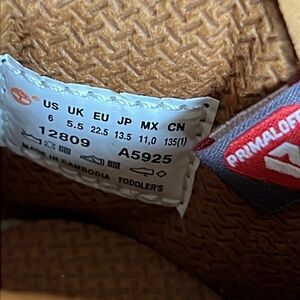 US UK EU JP MX CN
6 5.5 22.5 13.5 11,0 135(1)
12809 A5925
MADE IN CAMBODIA TODDLER'S
PRIMALOFT